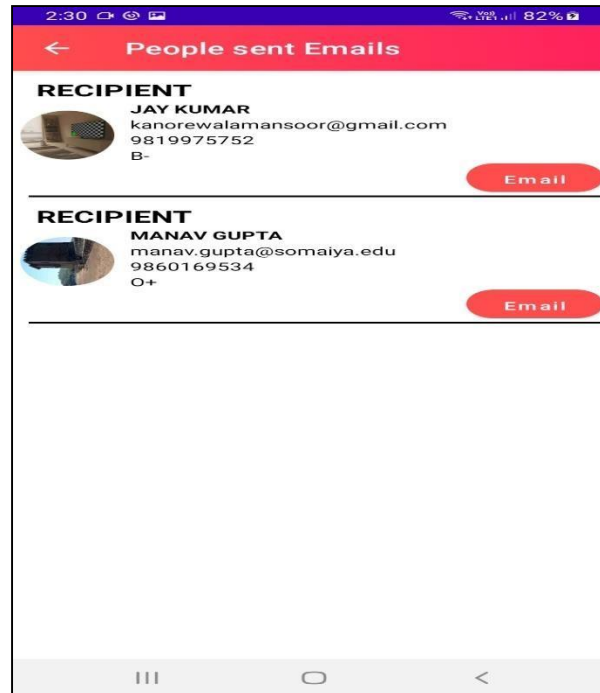 2:30 82%
People sent Emails
RECIPIENT
JAY KUMAR
kanorewalamansoor@gmail.com
9819975752
B-
Email
RECIPIENT
MANAV GUPTA
manav.gupta@somaiya.edu
9860169534
O+
Email